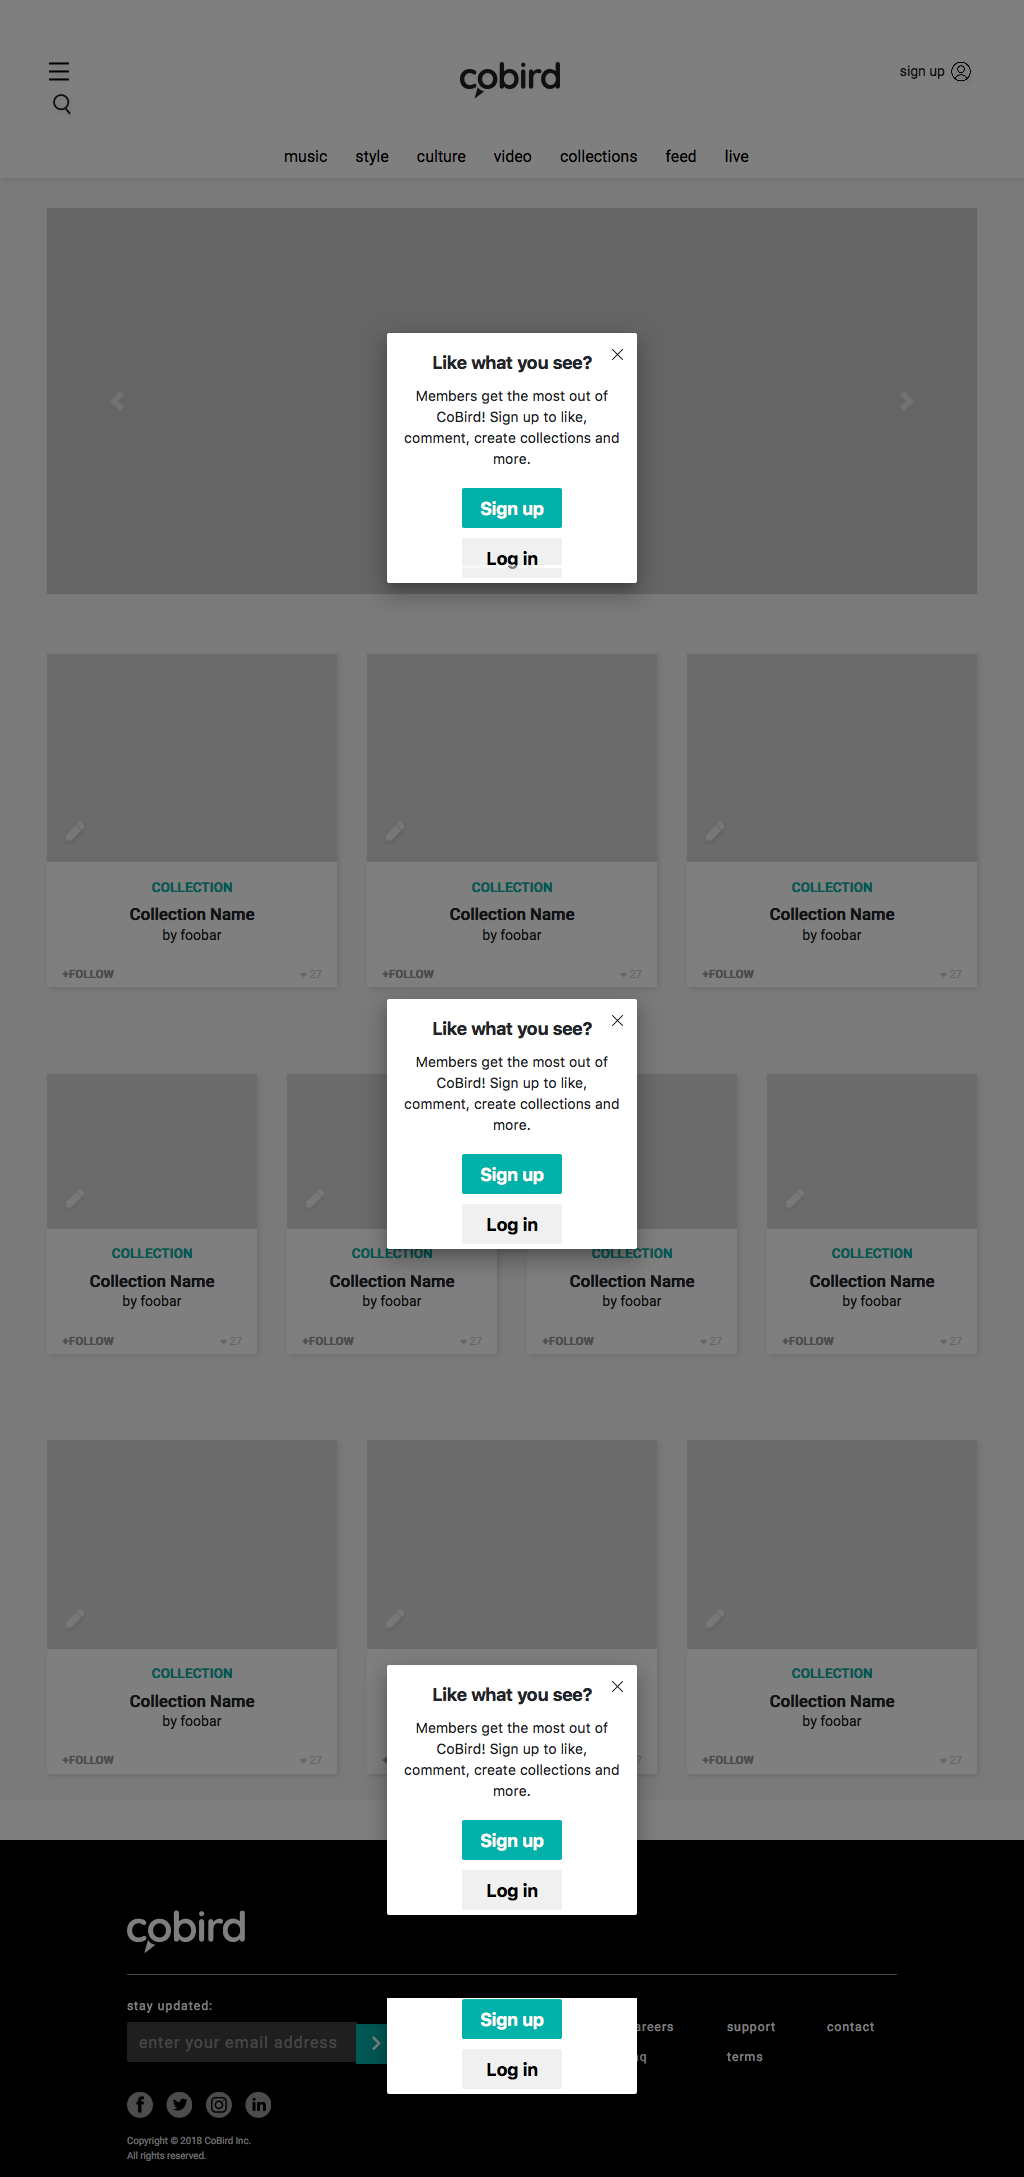 cobird
sign up
music style culture video collections feed live
Like what you see?
Members get the most out of
CoBird! Sign up to like,
comment, create collections and
more.
Sign up
Log in
COLLECTION COLLECTION COLLECTION
Collection Name Collection Name Collection Name
by foobar by foobar by foobar
+FOLLOW 27 +FOLLOW 27 +FOLLOW 27
Like what you see?
Members get the most out of
CoBird! Sign up to like,
comment, create collections and
more.
Sign up
Log in
COLLECTION COLLECTION COLLECTION COLLECTION
Collection Name Collection Name Collection Name Collection Name
by foobar by foobar by foobar by foobar
+FOLLOW 27 +FOLLOW 27 +FOLLOW 27 +FOLLOW 27
COLLECTION COLLECTION
Collection Name Collection Name
by foobar by foobar
+FOLLOW 27 27 +FOLLOW 27
Like what you see?
Members get the most out of
CoBird! Sign up to like,
comment, create collections and
more.
Sign up
Log in
cobird
stay updated:
enter your email address
Sign up
Log in
areers support contact
terms
Copyright © 2018 CoBird Inc.
All rights reserved.